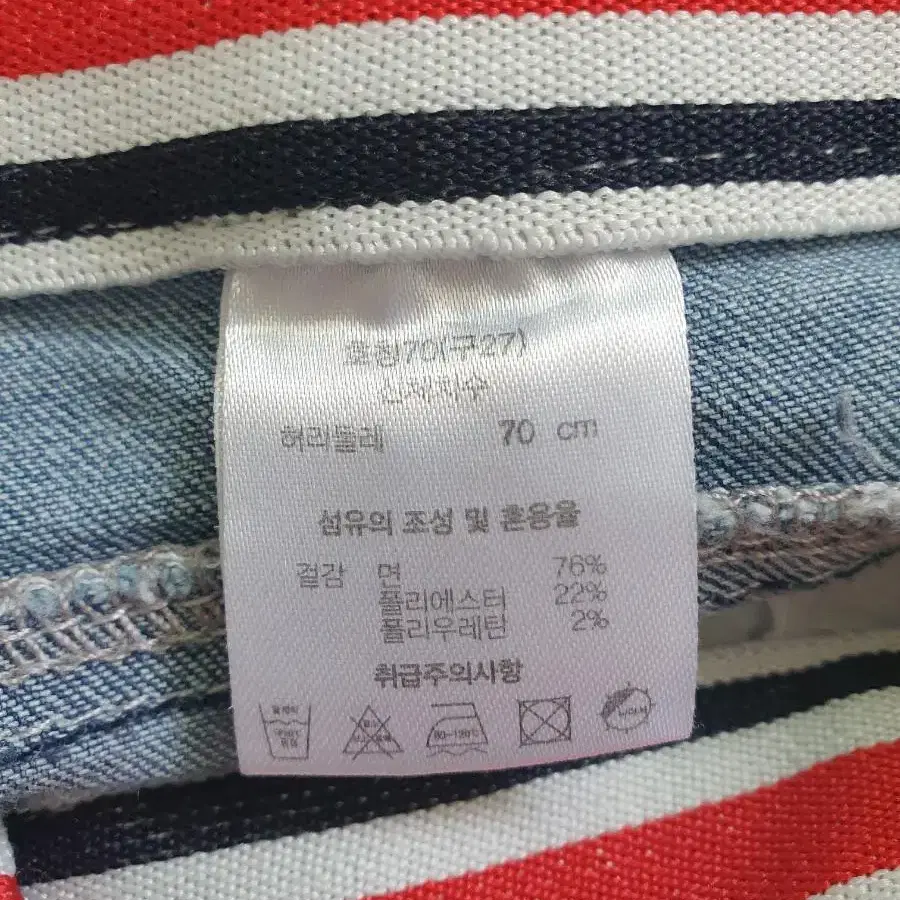 호칭70(구27)
신체치수
허리둘레 70 cm
섬유의 조성 및 혼용율
겉감 면 76%
폴리에스터 22%
폴리우레탄 2%
취급주의사항
80~120℃